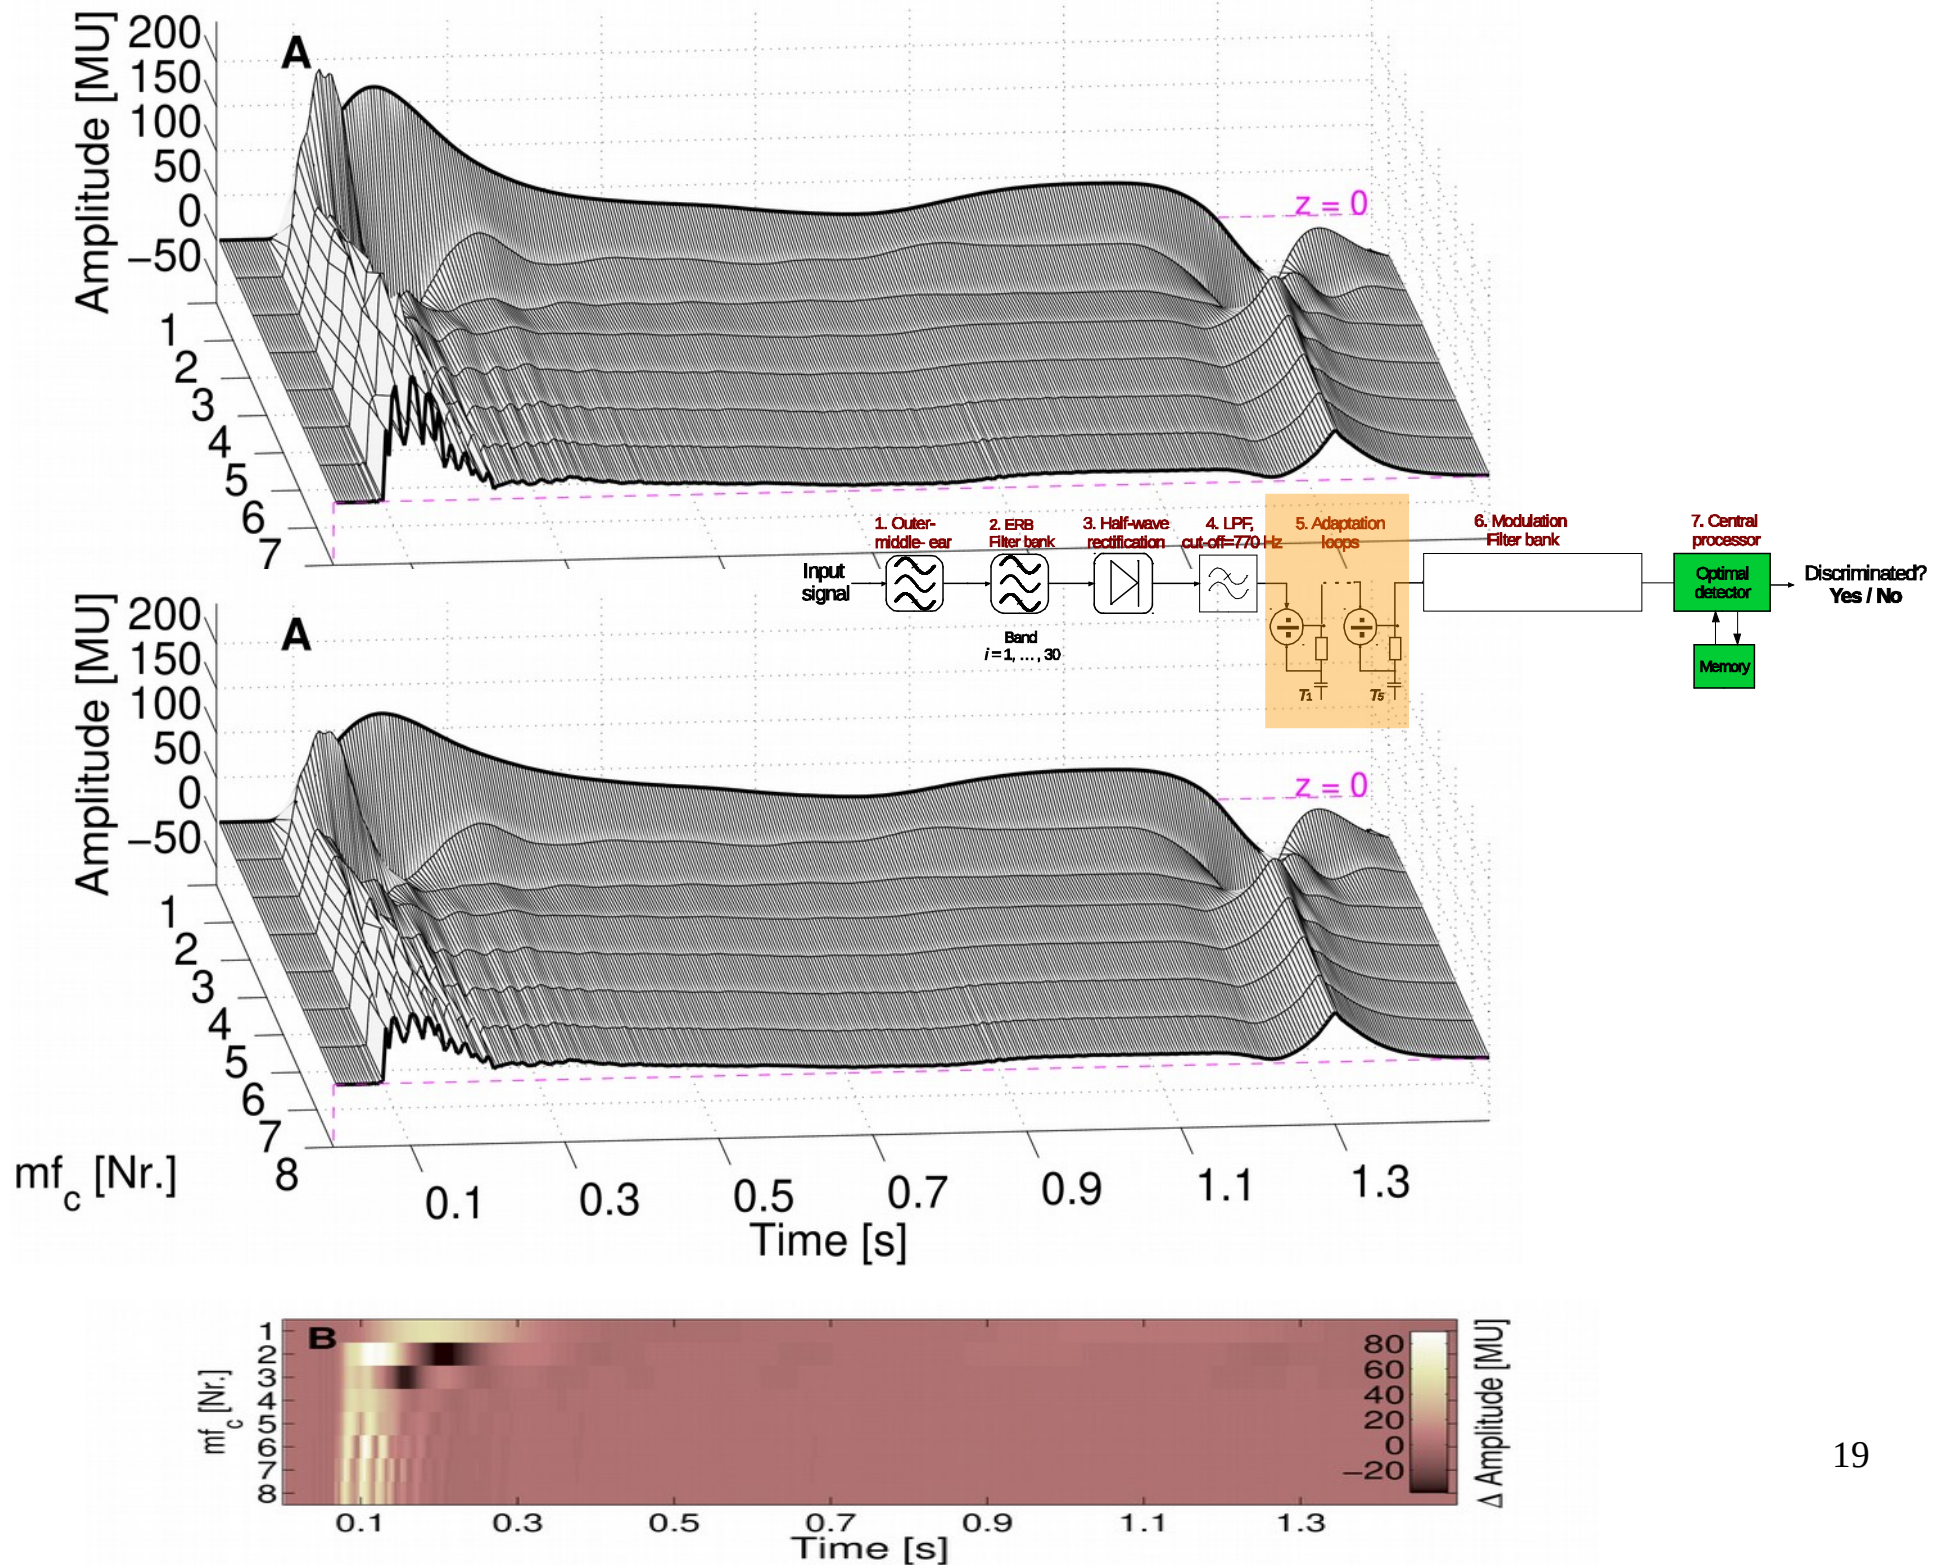 200
150
100
50
0
−50
Amplitude [MU]
A
z = 0
1
2
3
4
5
6
7
1. Outer-
middle- ear
2. ERB
Filter bank
3. Half-wave
rectification
4. LPF,
cut-off=770 Hz
5. Adaptation
loops
6. Modulation
Filter bank
7. Central
processor
Input
signal
Band
i = 1, …, 30
T1
T5
Optimal
detector
Memory
Discriminated?
Yes / No
200
150
100
50
0
−50
Amplitude [MU]
A
z = 0
1
2
3
4
5
6
7
8
mfc [Nr.]
0.1 0.3 0.5 0.7 0.9 1.1 1.3
Time [s]
B
1
2
3
4
5
6
7
8
mfc [Nr.]
0.1 0.3 0.5 0.7 0.9 1.1 1.3
Time [s]
80
60
40
20
0
−20
Δ Amplitude [MU]
19